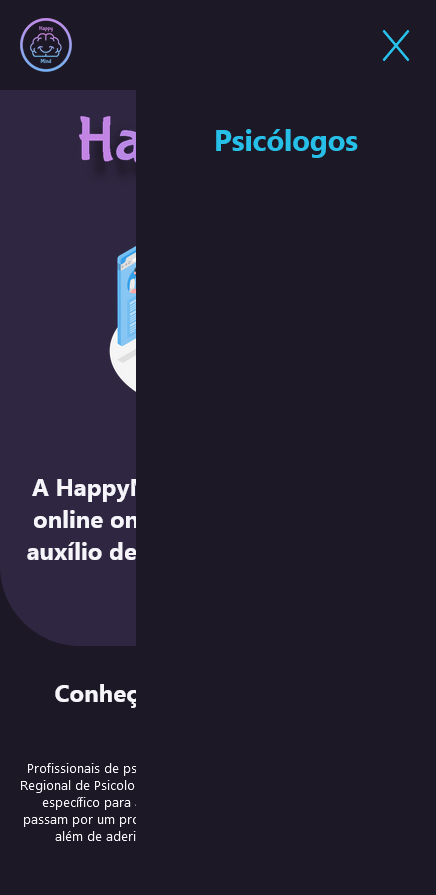 Happy
Mind
Psicólogos
Ha
A HappyM
online on
auxílio de
Conheç
Profissionais de ps
Regional de Psicolo
específico para a
passam por um pro
além de aderi